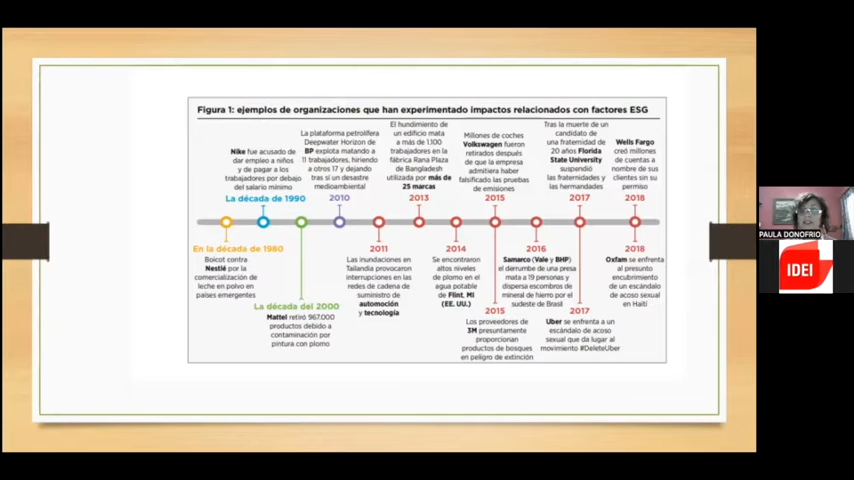 Figura 1: ejemplos de organizaciones que han experimentado impactos relacionados con factores ESG
Nike fue acusado de
dar empleo a niños
y de pagar a los
trabajadores por debajo
del salario mínimo
La década de 1990
La plataforma petrolífera
Deepwater Horizon de
BP explota matando a
11 trabajadores, hiriendo
a otros 17 y dejando
tras sí un desastre
medioambiental
2010
El hundimiento de
un edificio mata
a más de 1.100
trabajadores en la
fábrica Rana Plaza
de Bangladesh
utilizada por más de
25 marcas
2013
Millones de coches
Volkswagen fueron
retirados después
de que la empresa
admitiera haber
falsificado las pruebas
de emisiones
2015
Tras la muerte de un
candidato de
una fraternidad de
20 años Florida
State University
suspendió
las fraternidades y
las hermandades
2017
Wells Fargo
creó millones
de cuentas a
nombre de sus
clientes sin su
permiso
2018
En la década de 1980
Boicot contra
Nestlé por la
comercialización de
leche en polvo en
países emergentes
La década del 2000
Mattel retiró 967.000
productos debido a
contaminación por
pintura con plomo
2011
Las inundaciones en
Tailandia provocaron
interrupciones en las
redes de cadena de
suministro de
automoción
y tecnología
2014
Se encontraron
altos niveles
de plomo en el
agua potable
de Flint, MI
(EE. UU.)
2015
Los proveedores de
3M presuntamente
proporcionan
productos de bosques
en peligro de extinción
2016
Samarco (Vale y BHP)
el derrumbe de una presa
mata a 19 personas y
dispersa escombros de
mineral de hierro por el
sudeste de Brasil
2017
Uber se enfrenta a un
escándalo de acoso
sexual que da lugar al
movimiento #DeleteUber
2018
Oxfam se enfrenta
al presunto
encubrimiento
de un escándalo
de acoso sexual
en Haití
PAULA DONOFRIO
IDEI